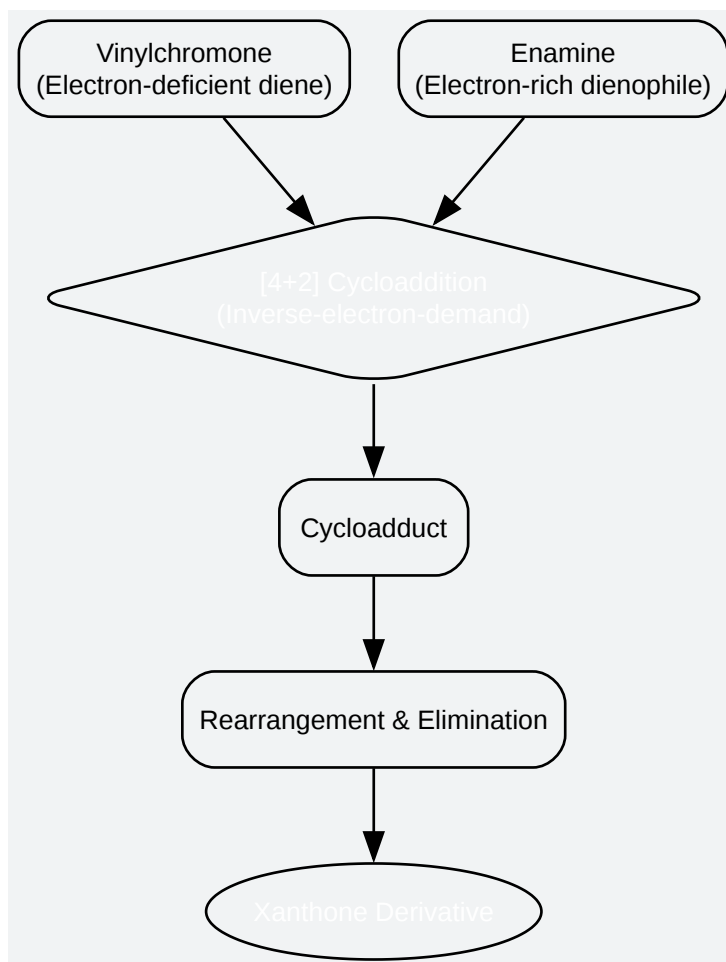 Vinylchromone
(Electron-deficient diene)
Enamine
(Electron-rich dienophile)
[4+2] Cycloaddition
(Inverse-electron-demand)
Cycloadduct
Rearrangement & Elimination
Xanthone Derivative